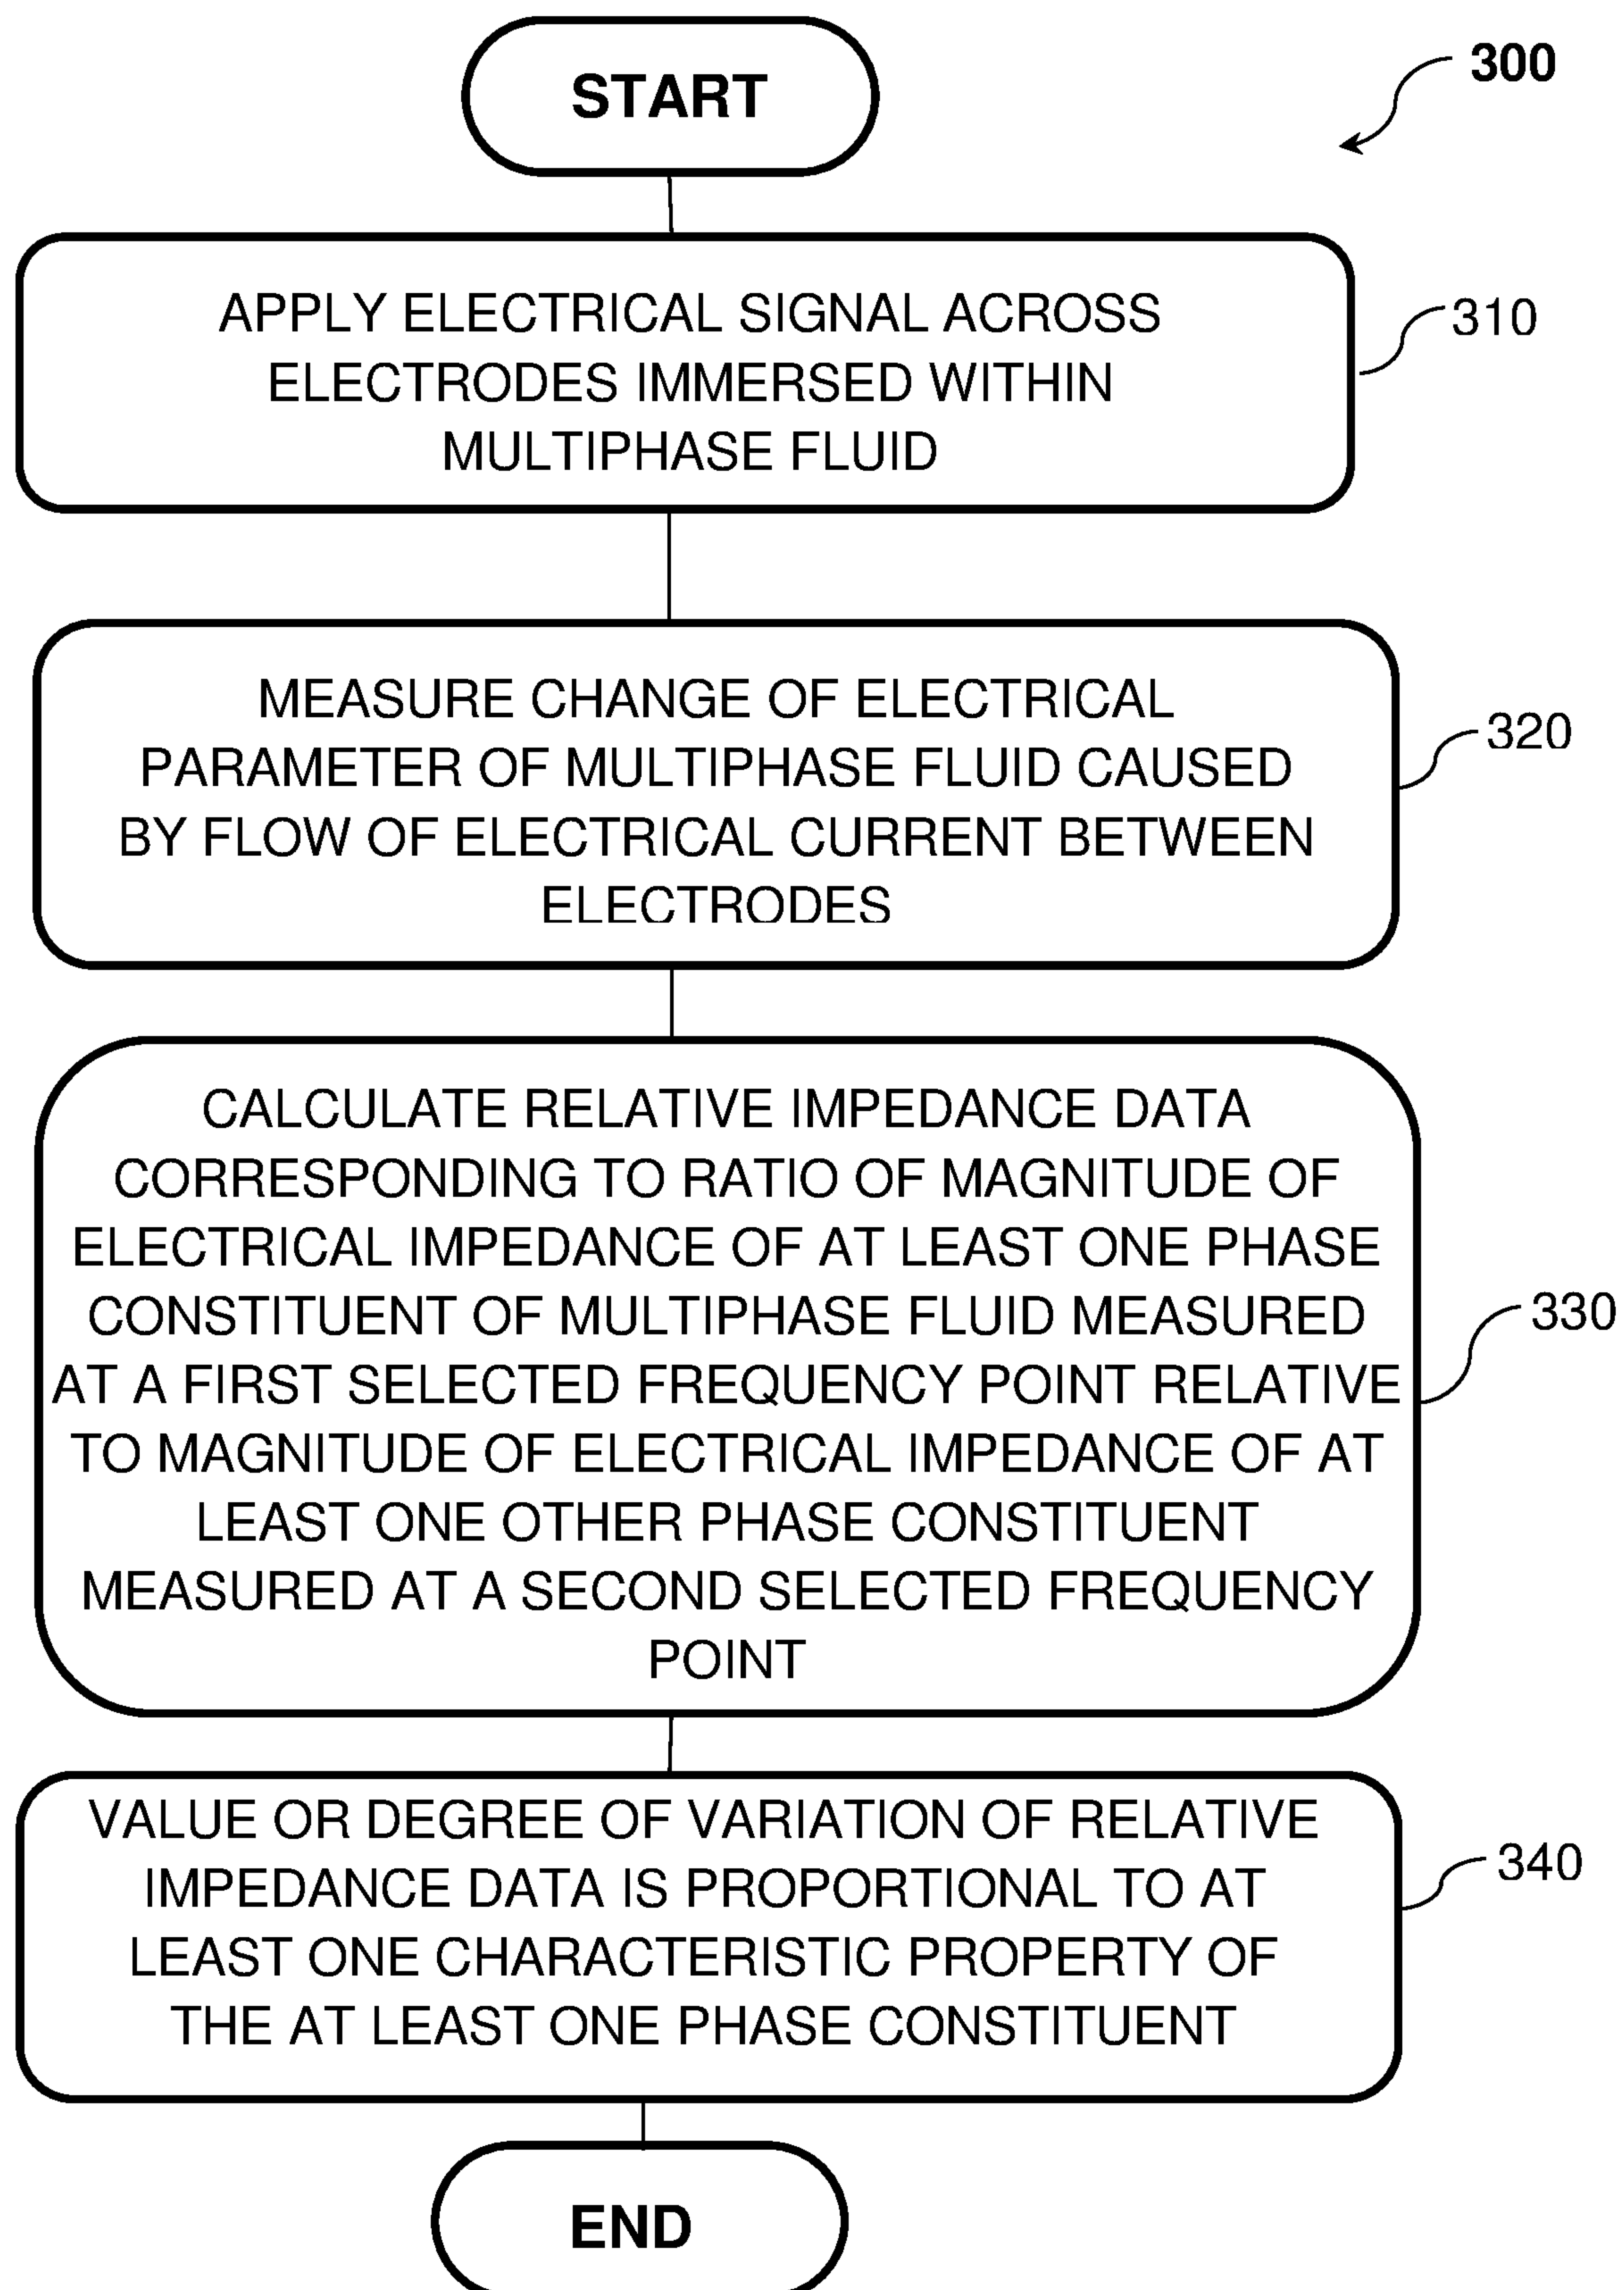 START
300
APPLY ELECTRICAL SIGNAL ACROSS
ELECTRODES IMMERSED WITHIN
MULTIPHASE FLUID
310
MEASURE CHANGE OF ELECTRICAL
PARAMETER OF MULTIPHASE FLUID CAUSED
BY FLOW OF ELECTRICAL CURRENT BETWEEN
ELECTRODES
320
CALCULATE RELATIVE IMPEDANCE DATA
CORRESPONDING TO RATIO OF MAGNITUDE OF
ELECTRICAL IMPEDANCE OF AT LEAST ONE PHASE
CONSTITUENT OF MULTIPHASE FLUID MEASURED
AT A FIRST SELECTED FREQUENCY POINT RELATIVE
TO MAGNITUDE OF ELECTRICAL IMPEDANCE OF AT
LEAST ONE OTHER PHASE CONSTITUENT
MEASURED AT A SECOND SELECTED FREQUENCY
POINT
330
VALUE OR DEGREE OF VARIATION OF RELATIVE
IMPEDANCE DATA IS PROPORTIONAL TO AT
LEAST ONE CHARACTERISTIC PROPERTY OF
THE AT LEAST ONE PHASE CONSTITUENT
340
END